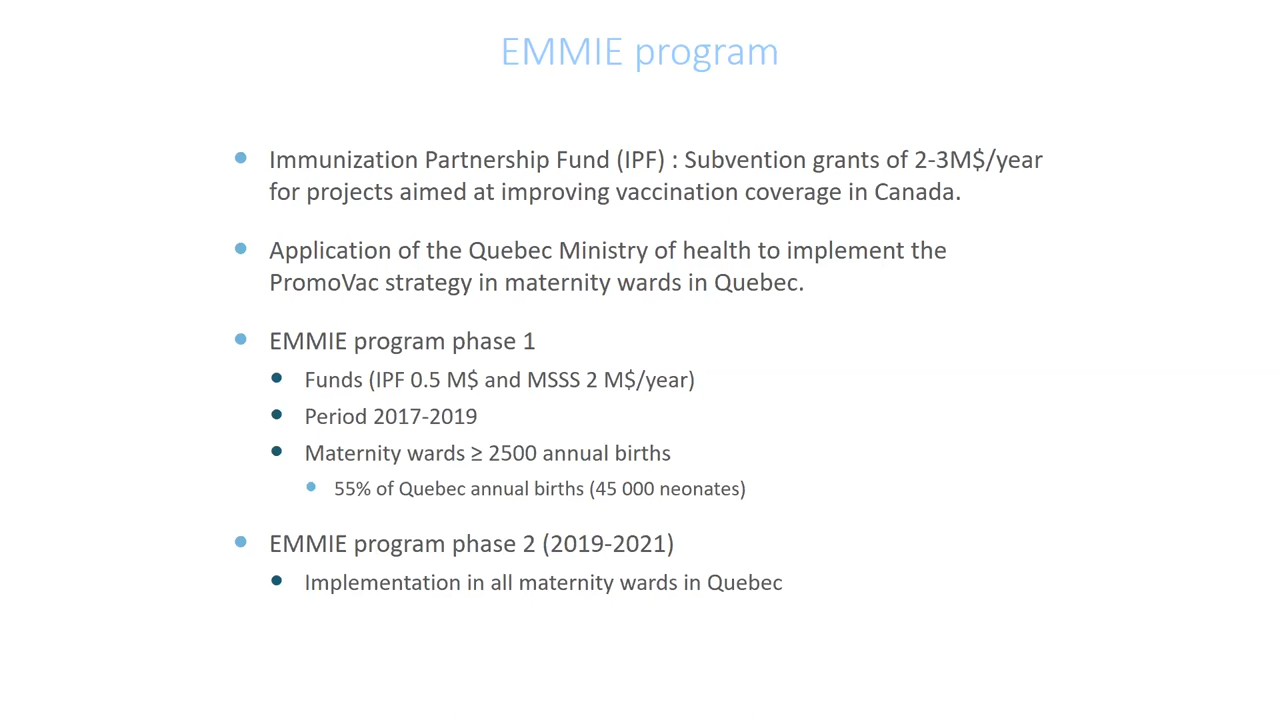 EMMIE program
Immunization Partnership Fund (IPF) : Subvention grants of 2-3M$/year
for projects aimed at improving vaccination coverage in Canada.
Application of the Quebec Ministry of health to implement the
PromoVac strategy in maternity wards in Quebec.
EMMIE program phase 1
Funds (IPF 0.5 M$ and MSSS 2 M$/year)
Period 2017-2019
Maternity wards ≥ 2500 annual births
55% of Quebec annual births (45 000 neonates)
EMMIE program phase 2 (2019-2021)
Implementation in all maternity wards in Quebec